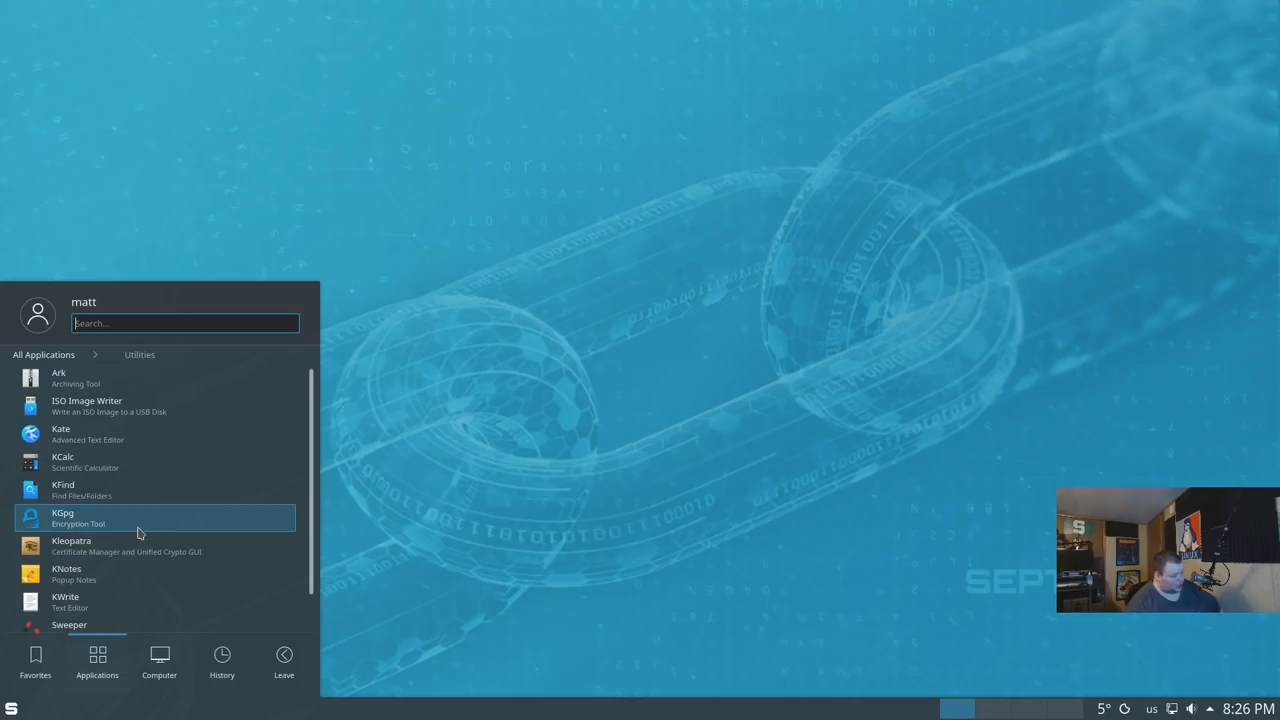 matt
Search...
All Applications
Utilities
Ark
Archiving Tool
ISO Image Writer
Write an ISO Image to a USB Disk
Kate
Advanced Text Editor
KCalc
Scientific Calculator
KFind
Find Files/Folders
KGpg
Encryption Tool
Kleopatra
Certificate Manager and Unified Crypto GUI
KNotes
Popup Notes
KWrite
Text Editor
Sweeper
Favorites
Applications
Computer
History
Leave
SEPT
5°
us
8:26 PM